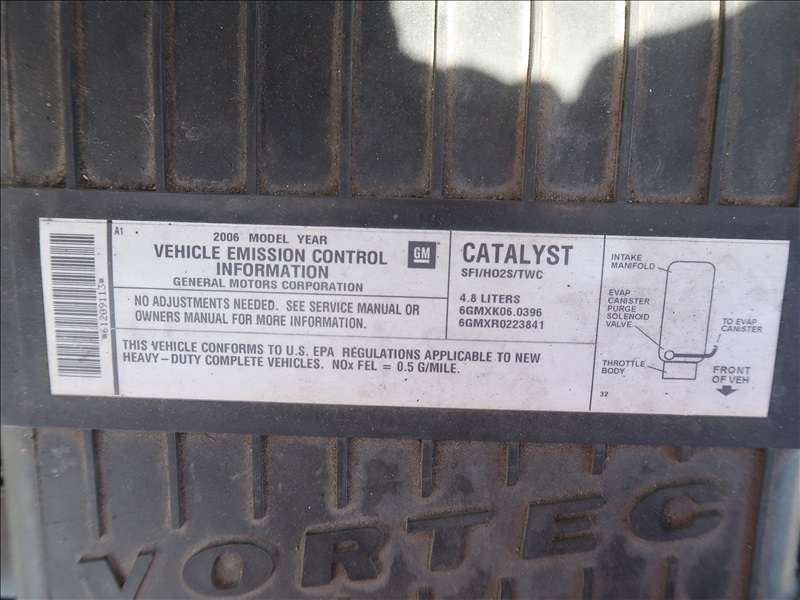 *61209113*
A1
2006 MODEL YEAR
VEHICLE EMISSION CONTROL
INFORMATION
GENERAL MOTORS CORPORATION
GM
NO ADJUSTMENTS NEEDED. SEE SERVICE MANUAL OR
OWNERS MANUAL FOR MORE INFORMATION.
CATALYST
SFI/HO2S/TWC
4.8 LITERS
6GMXK06.0396
6GMXR0223841
THIS VEHICLE CONFORMS TO U.S. EPA REGULATIONS APPLICABLE TO NEW
HEAVY-DUTY COMPLETE VEHICLES. NOx FEL = 0.5 G/MILE.
INTAKE
MANIFOLD
EVAP
CANISTER
PURGE
SOLENOID
VALVE
TO EVAP
CANISTER
THROTTLE
BODY
FRONT
OF VEH
32
VORTEC